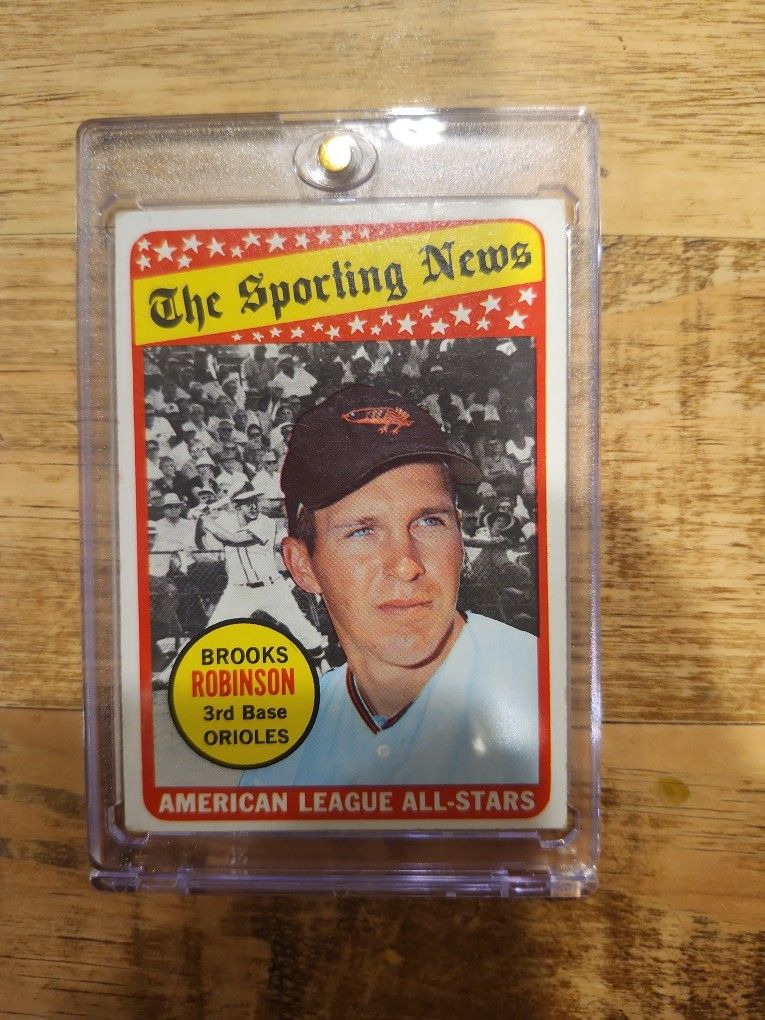 The Sporting News
BROOKS
ROBINSON
3rd Base
ORIOLES
AMERICAN LEAGUE ALL-STARS